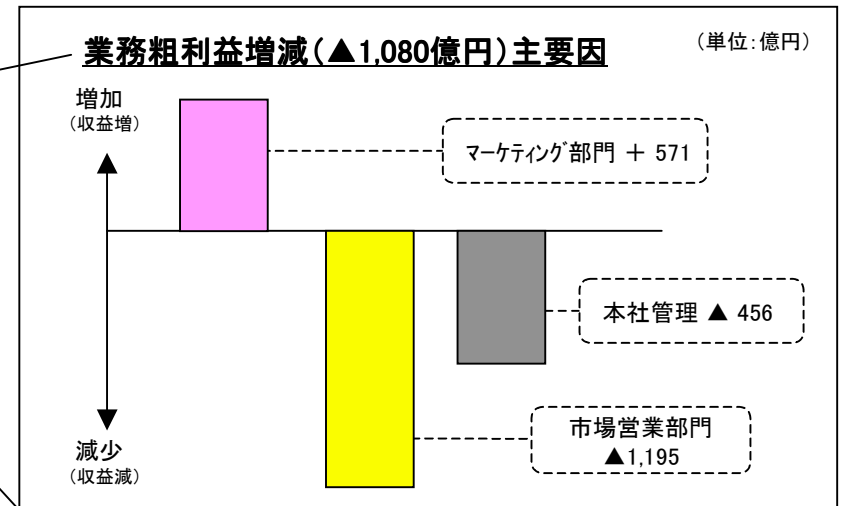 業務粗利益増減(▲1,080億円)主要因
(単位:億円)
増加
(収益増)
マーケティング部門 + 571
本社管理 ▲ 456
市場営業部門
▲1,195
減少
(収益減)